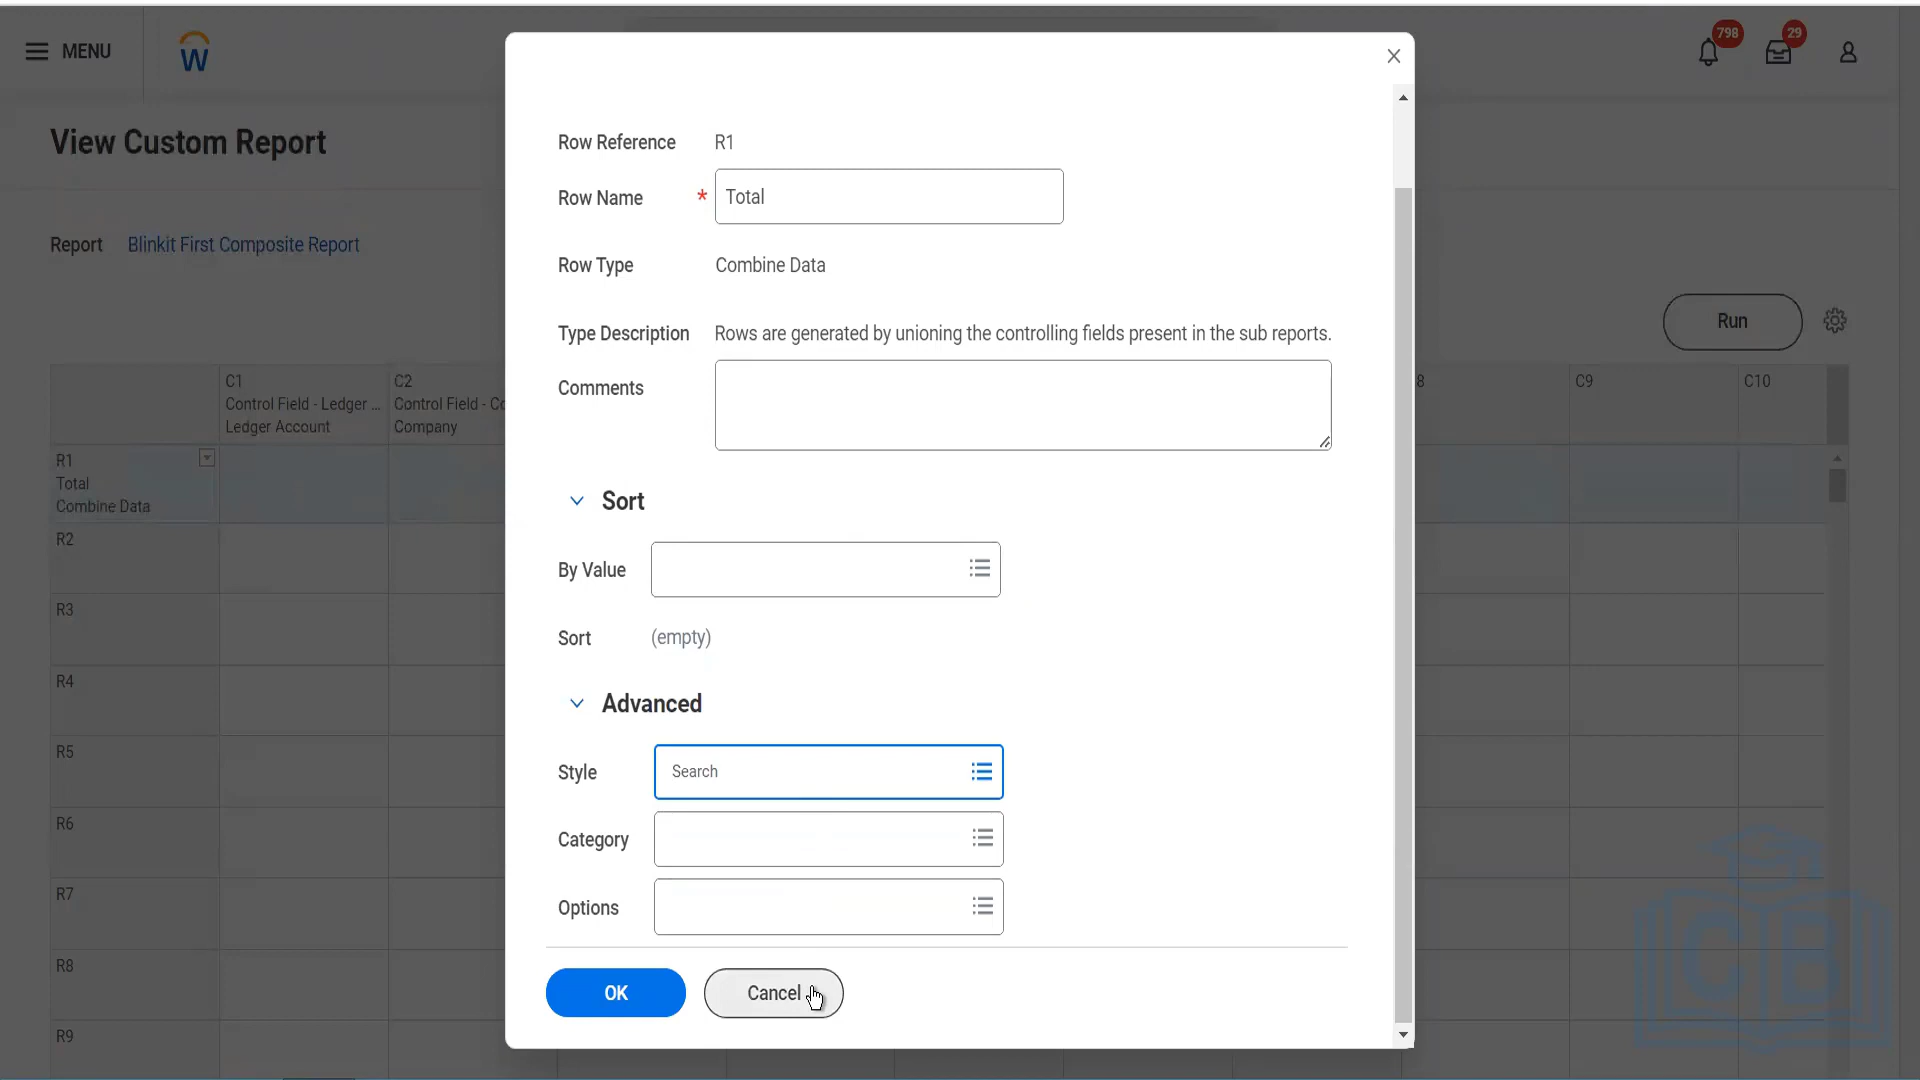 MENU
W
798
29
View Custom Report
Report Blinkit First Composite Report
Run
C1
Control Field - Ledger ...
Ledger Account
C2
Control Field - Co
Company
8
C9
C10
R1
Total
Combine Data
R2
R3
R4
R5
R6
R7
R8
R9
Row Reference R1
Row Name * Total
Row Type Combine Data
Type Description Rows are generated by unioning the controlling fields present in the sub reports.
Comments
Sort
By Value
Sort (empty)
Advanced
Style Search
Category
Options
OK Cancel
CB